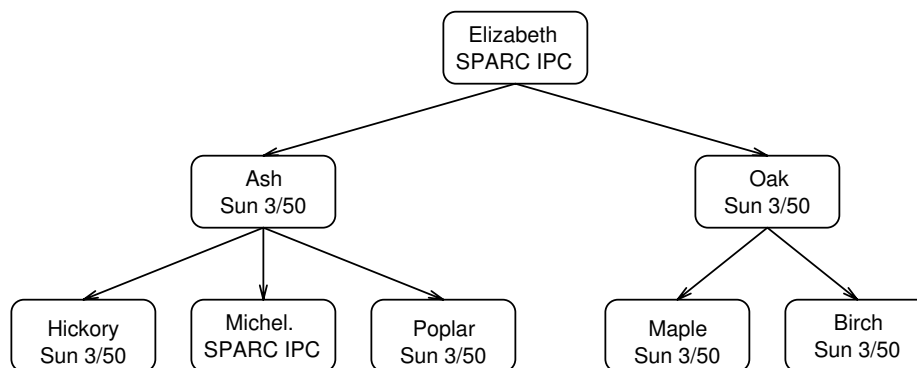 Elizabeth
SPARC IPC
Ash
Sun 3/50
Oak
Sun 3/50
Hickory
Sun 3/50
Michel.
SPARC IPC
Poplar
Sun 3/50
Maple
Sun 3/50
Birch
Sun 3/50